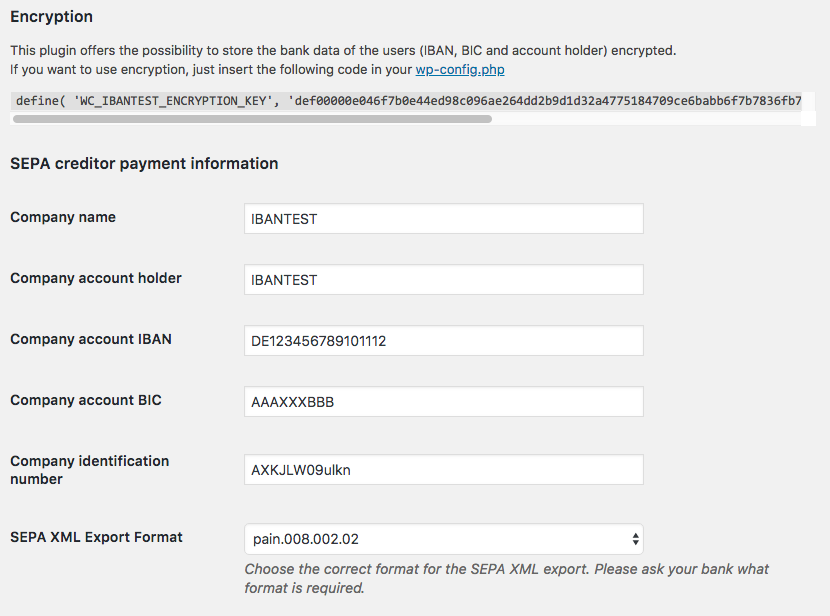 Encryption
This plugin offers the possibility to store the bank data of the users (IBAN, BIC and account holder) encrypted.
If you want to use encryption, just insert the following code in your wp-config.php
define( 'WC_IBANTEST_ENCRYPTION_KEY', 'def00000e046f7b0e44ed98c096ae264dd2b9d1d32a4775184709ce6babb6f7b7836fb7
SEPA creditor payment information
Company name
IBANTEST
Company account holder
IBANTEST
Company account IBAN
DE123456789101112
Company account BIC
AAAXXXBBB
Company identification
number
AXKJLW09ulkn
SEPA XML Export Format
pain.008.002.02
Choose the correct format for the SEPA XML export. Please ask your bank what
format is required.